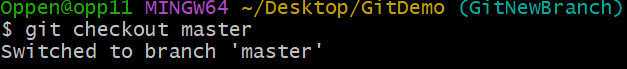 Oppen@opp11 MINGW64 ~/Desktop/GitDemo (GitNewBranch)
$ git checkout master
Switched to branch 'master'